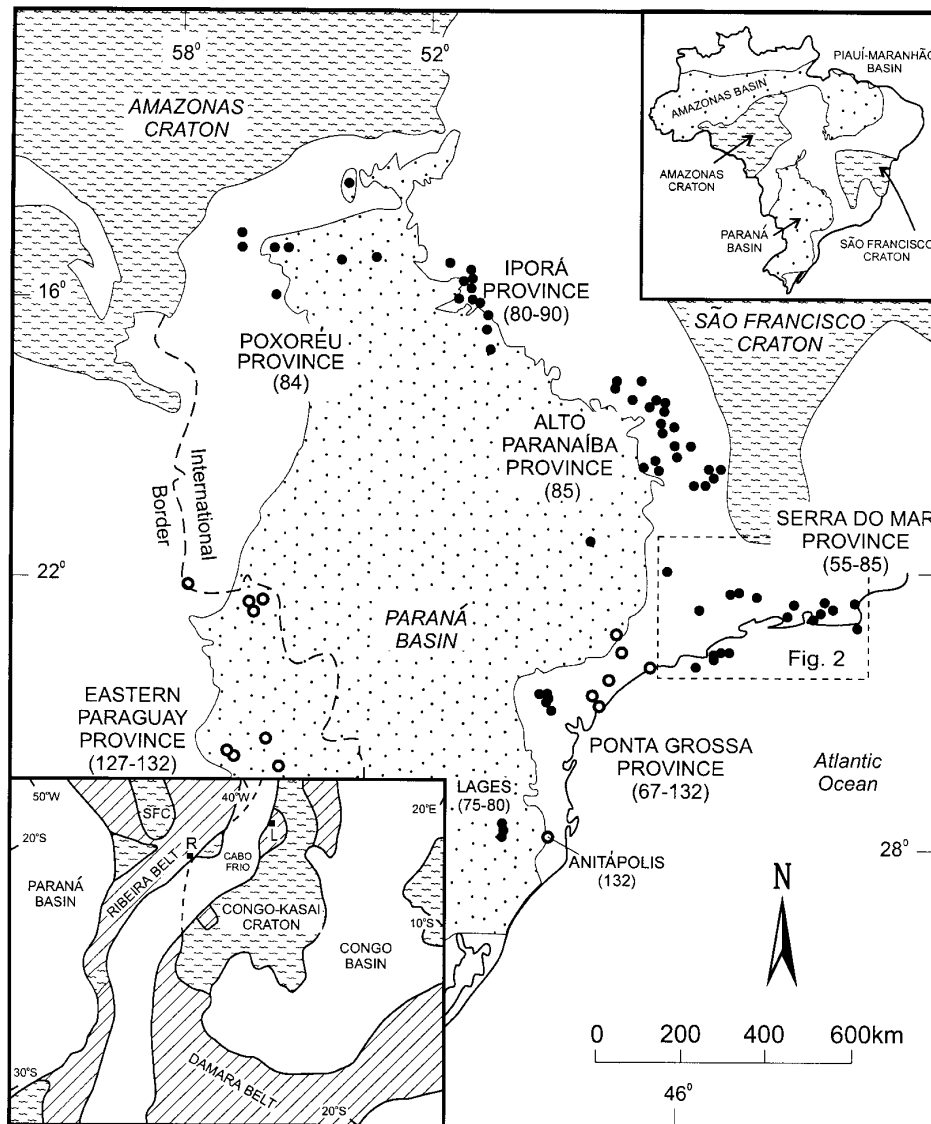 58°
52°
AMAZONAS
CRATON
PIAUÍ-MARANHÃO
BASIN
AMAZONAS BASIN
AMAZONAS
CRATON
PARANÁ
BASIN
SÃO FRANCISCO
CRATON
16°
IPORÁ
PROVINCE
(80-90)
POXORÉU
PROVINCE
(84)
SÃO FRANCISCO
CRATON
ALTO
PARANAÍBA
PROVINCE
(85)
International
Border
SERRA DO MAR
PROVINCE
(55-85)
22°
PARANÁ
BASIN
Fig. 2
EASTERN
PARAGUAY
PROVINCE
(127-132)
PONTA GROSSA
PROVINCE
(67-132)
Atlantic
Ocean
LAGES
(75-80)
ANITÁPOLIS
(132)
28°
50°W
40°W
20°E
SFC
20°S
R
L
CABO
FRIO
RIBEIRA BELT
PARANÁ
BASIN
CONGO-KASAI
CRATON
10°S
CONGO
BASIN
DAMARA BELT
30°S
20°S
N
0 200 400 600km
46°